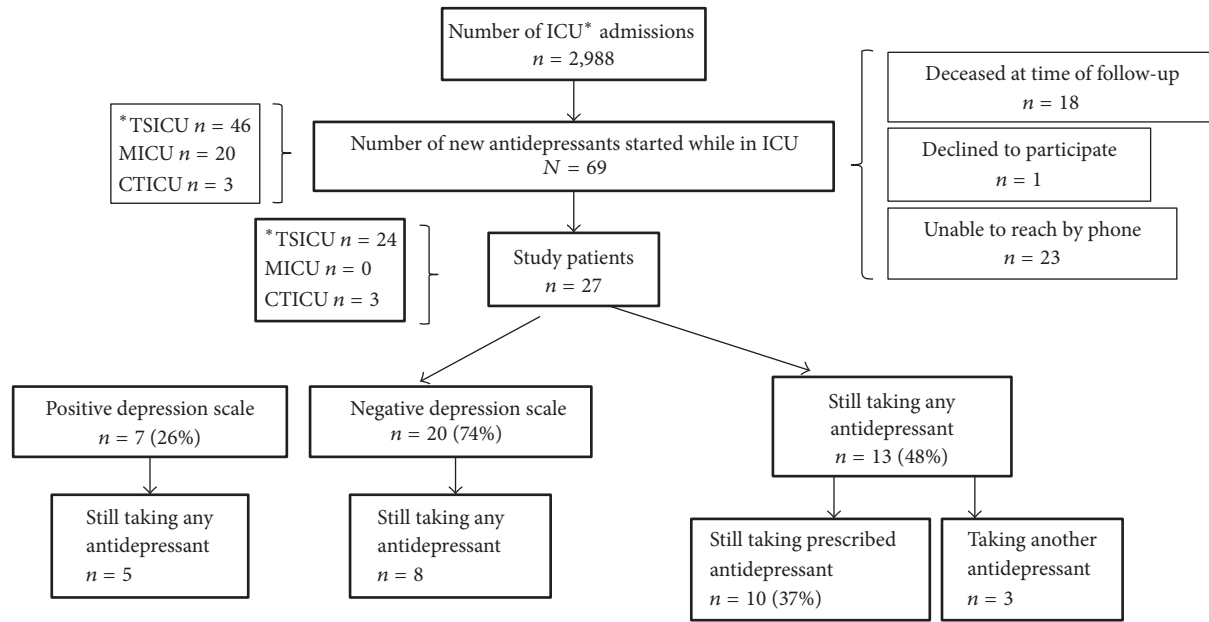 Number of ICU* admissions
n = 2,988
Deceased at time of follow-up
n = 18
*TSICU n = 46
MICU n = 20
CTICU n = 3
Number of new antidepressants started while in ICU
N = 69
Declined to participate
n = 1
Unable to reach by phone
n = 23
*TSICU n = 24
MICU n = 0
CTICU n = 3
Study patients
n = 27
Positive depression scale
n = 7 (26%)
Negative depression scale
n = 20 (74%)
Still taking any
antidepressant
n = 13 (48%)
Still taking any
antidepressant
n = 5
Still taking any
antidepressant
n = 8
Still taking prescribed
antidepressant
n = 10 (37%)
Taking another
antidepressant
n = 3